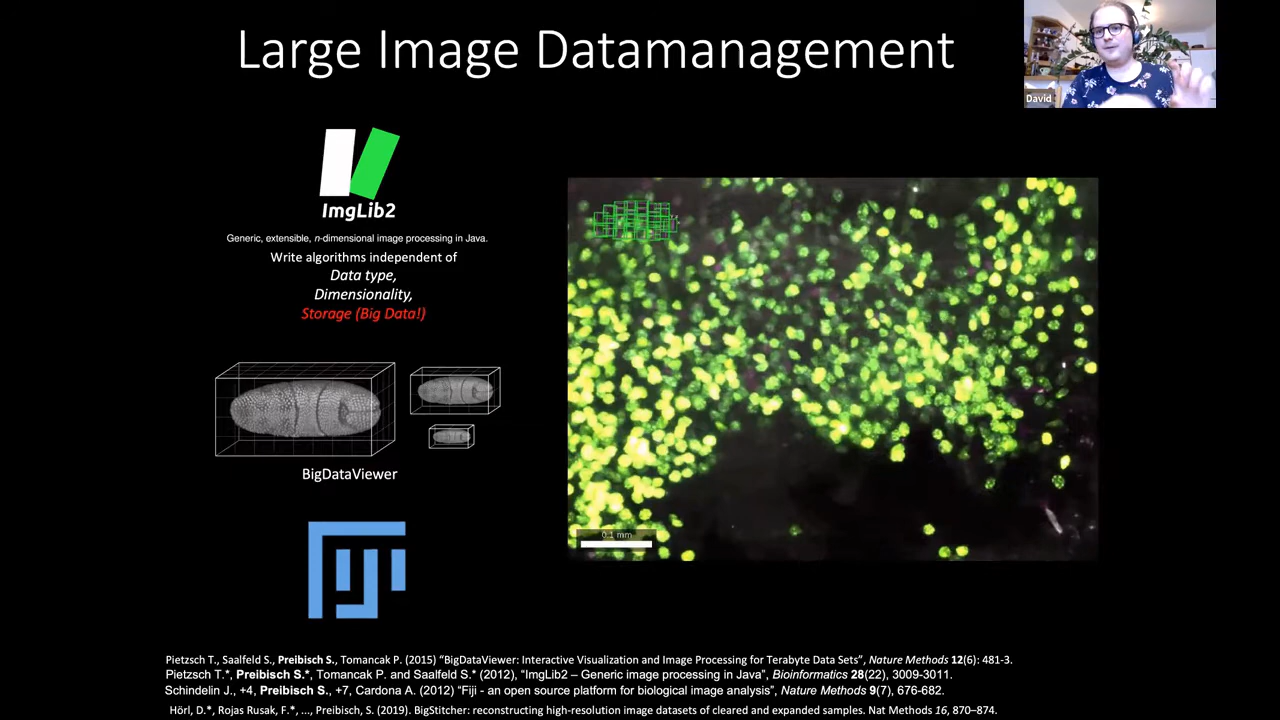 Large Image Datamanagement
David
ImgLib2
Generic, extensible, n-dimensional image processing in Java.
Write algorithms independent of
Data type,
Dimensionality,
Storage (Big Data!)
BigDataViewer
0.1 mm
Pietzsch T., Saalfeld S., Preibisch S., Tomancak P. (2015) “BigDataViewer: Interactive Visualization and Image Processing for Terabyte Data Sets”, Nature Methods 12(6): 481-3.
Pietzsch T.*, Preibisch S.*, Tomancak P. and Saalfeld S.* (2012), “ImgLib2 – Generic image processing in Java”, Bioinformatics 28(22), 3009-3011.
Schindelin J., +4, Preibisch S., +7, Cardona A. (2012) “Fiji - an open source platform for biological image analysis”, Nature Methods 9(7), 676-682.
Hörl, D.*, Rojas Rusak, F.*, ..., Preibisch, S. (2019). BigStitcher: reconstructing high-resolution image datasets of cleared and expanded samples. Nat Methods 16, 870–874.